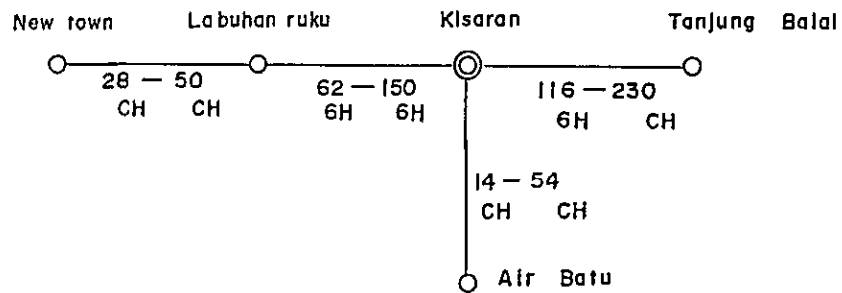 New town Labuhan ruku Kisaran Tanjung Balai
28 — 50 62 — 150 116 — 230
CH CH 6H 6H 6H CH
14 — 54
CH CH
Air Batu